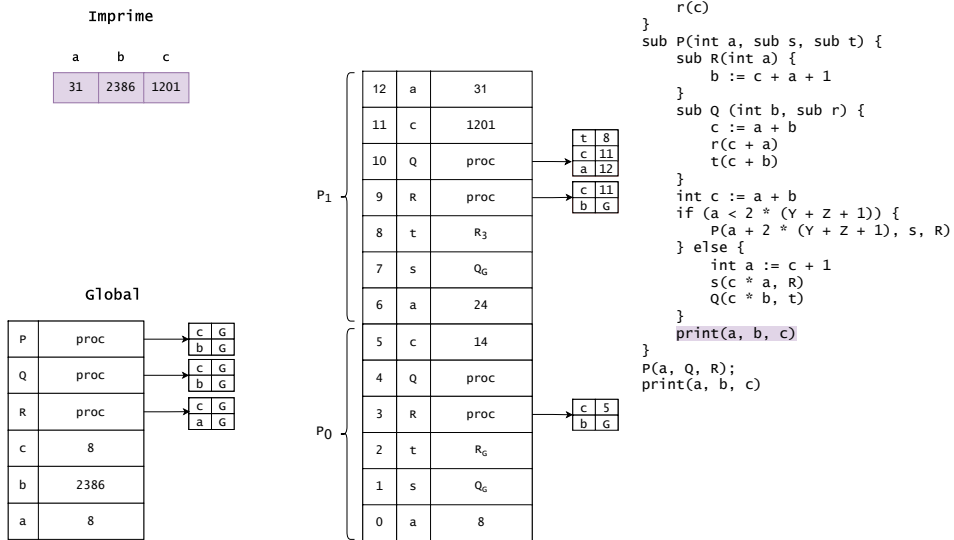 Imprime
a b c
31 2386 1201
Global
P proc
c G
b G
Q proc
c G
b G
R proc
c G
a G
c 8
b 2386
a 8
P1
12 a 31
11 c 1201
10 Q proc
t 8
c 11
a 12
9 R proc
c 11
b G
8 t R3
7 s QG
6 a 24
P0
5 c 14
4 Q proc
3 R proc
c 5
b G
2 t RG
1 s QG
0 a 8
r(c)
}
sub P(int a, sub s, sub t) {
sub R(int a) {
b := c + a + 1
}
sub Q (int b, sub r) {
c := a + b
r(c + a)
t(c + b)
}
int c := a + b
if (a < 2 * (Y + Z + 1)) {
P(a + 2 * (Y + Z + 1), s, R)
} else {
int a := c + 1
s(c * a, R)
Q(c * b, t)
}
print(a, b, c)
}
P(a, Q, R);
print(a, b, c)